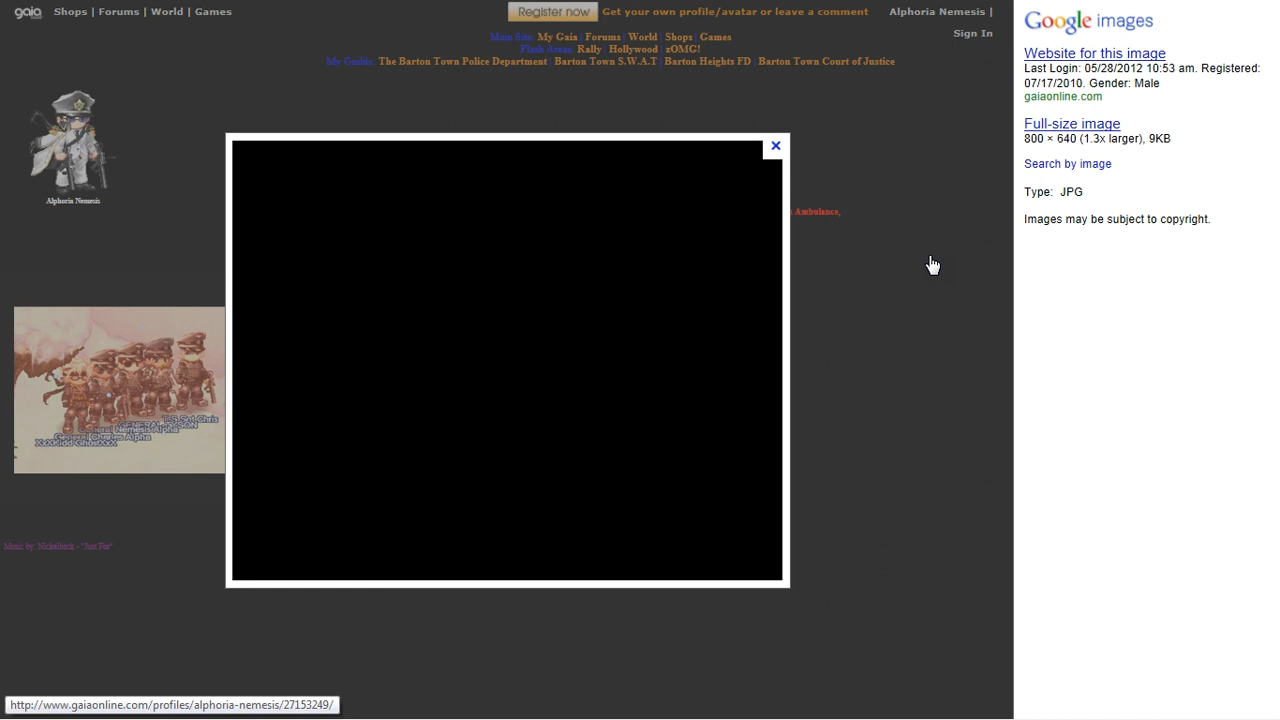 gaia Shops | Forums | World | Games
Register now Get your own profile/avatar or leave a comment Alphoria Nemesis |
Sign In
Main Site: My Gaia | Forums | World | Shops | Games
Flash Areas: Rally | Hollywood | zOMG!
My Guilds: The Barton Town Police Department | Barton Town S.W.A.T | Barton Heights FD | Barton Town Court of Justice
Alphoria Nemesis
Ambulance,
Music by: Nickelback - "Just For"
×
Google images
Website for this image
Last Login: 05/28/2012 10:53 am. Registered:
07/17/2010. Gender: Male
gaiaonline.com
Full-size image
800 × 640 (1.3x larger), 9KB
Search by image
Type: JPG
Images may be subject to copyright.
http://www.gaiaonline.com/profiles/alphoria-nemesis/27153249/